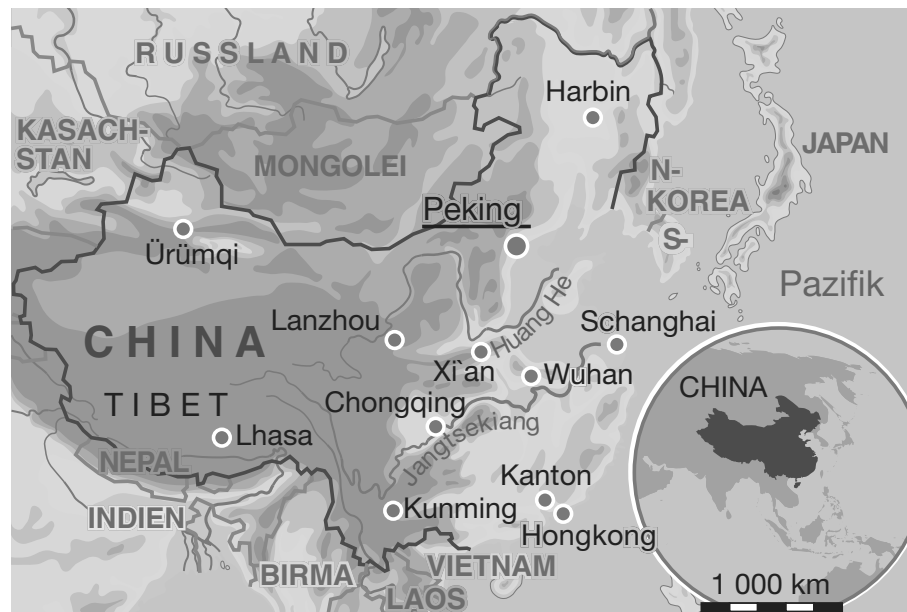 RUSSLAND
Harbin
KASACH-
STAN
MONGOLEI
JAPAN
N-
KOREA
S-
Peking
Ürümqi
Pazifik
Huang He
Lanzhou
Schanghai
CHINA
Xi`an
Wuhan
CHINA
TIBET
Chongqing
Jangtsekiang
Lhasa
NEPAL
Kanton
Kunming
INDIEN
Hongkong
VIETNAM
BIRMA
LAOS
1 000 km